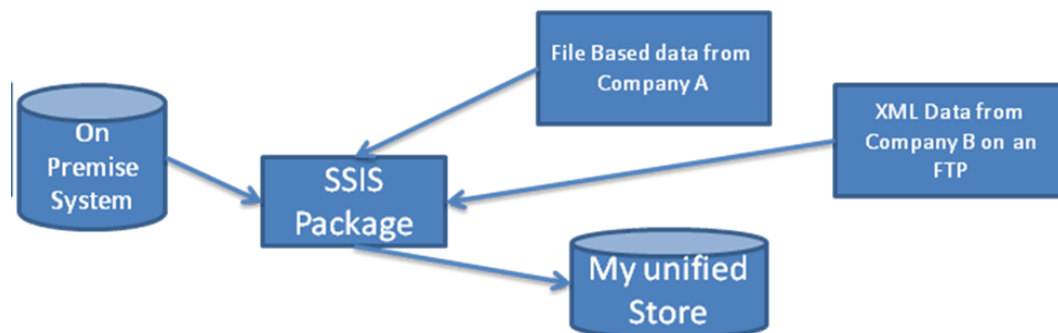 File Based data from
Company A
On
Premise
System
XML Data from
Company B on an
FTP
SSIS
Package
My unified
Store